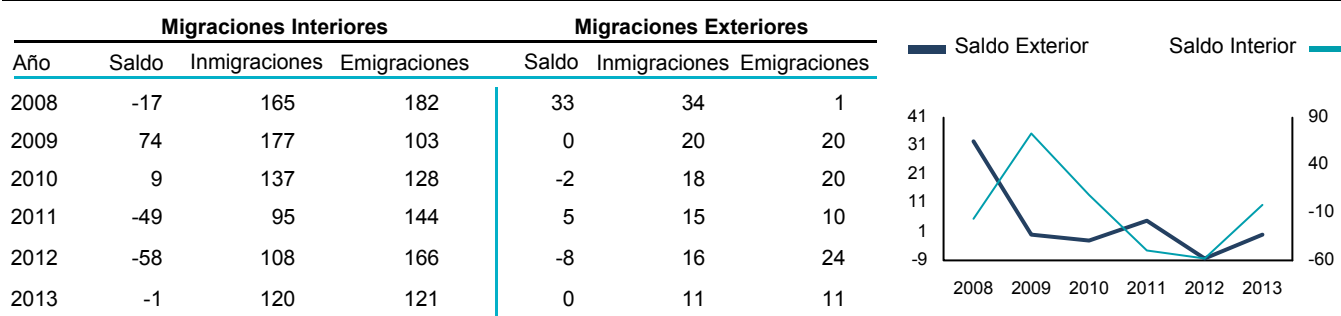 Migraciones Interiores Migraciones Exteriores
Año Saldo Inmigraciones Emigraciones Saldo Inmigraciones Emigraciones
2008 -17 165 182 33 34 1
2009 74 177 103 0 20 20
2010 9 137 128 -2 18 20
2011 -49 95 144 5 15 10
2012 -58 108 166 -8 16 24
2013 -1 120 121 0 11 11
Saldo Exterior Saldo Interior
41 90
31
40
21
11
-10
1
-9 -60
2008 2009 2010 2011 2012 2013